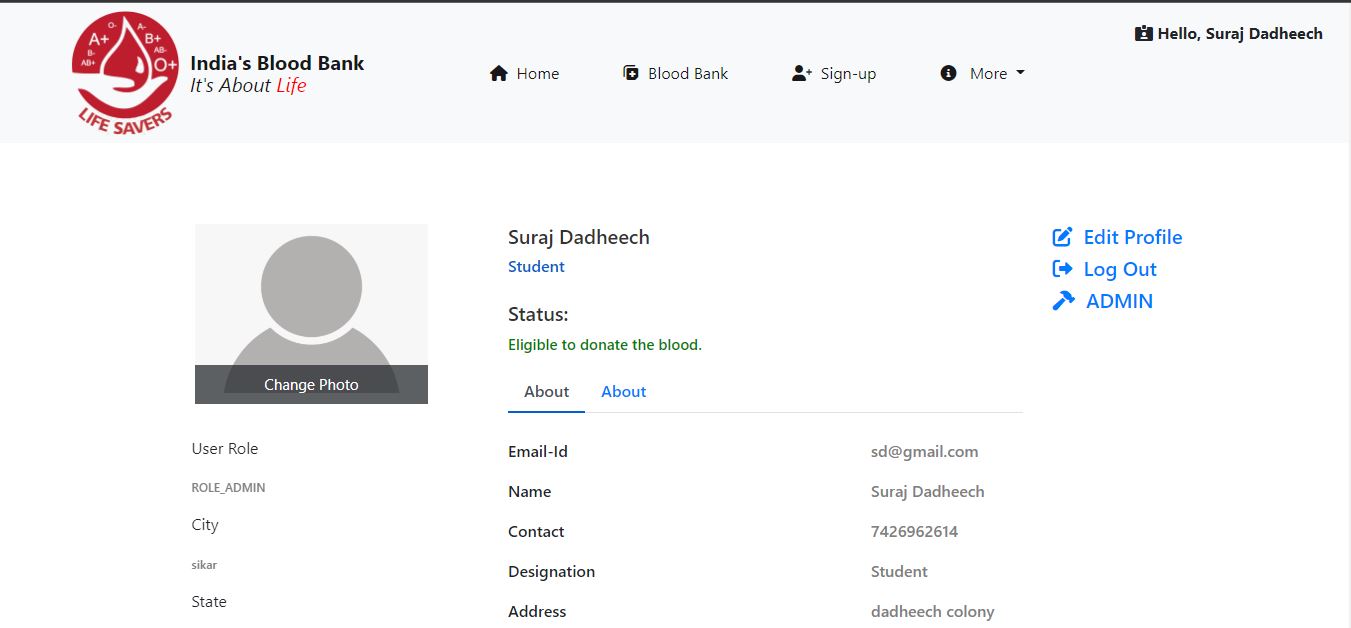 A+
O-
A-
B+
B-
AB-
AB+
O+
LIFE SAVERS
India's Blood Bank
It's About Life
Home
Blood Bank
Sign-up
More
Hello, Suraj Dadheech
Change Photo
User Role
ROLE_ADMIN
City
sikar
State
Suraj Dadheech
Student
Status:
Eligible to donate the blood.
About About
Email-Id sd@gmail.com
Name Suraj Dadheech
Contact 7426962614
Designation Student
Address dadheech colony
Edit Profile
Log Out
ADMIN